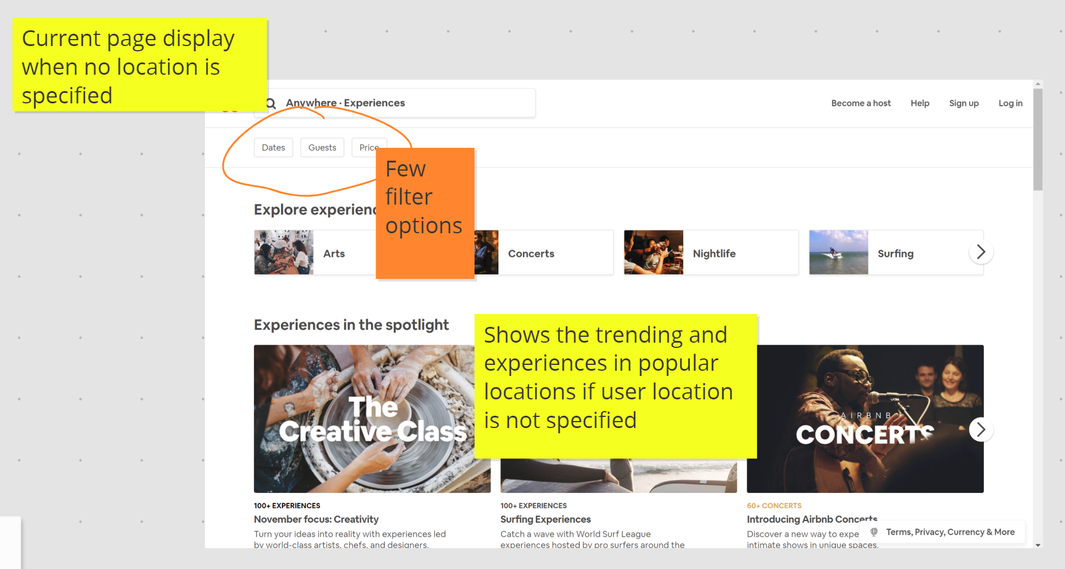 Current page display
when no location is
specified
Anywhere · Experiences
Become a host
Help
Sign up
Log in
Dates
Guests
Price
Few
filter
options
Explore
Arts
Concerts
Nightlife
Surfing
Experiences in the spotlight
Shows the trending and
experiences in popular
locations if user location
is not specified
The
Creative Class
AIRBNB
CONCERTS
100+ EXPERIENCES
November focus: Creativity
Turn your ideas into reality with experiences led
by world-class artists, chefs, and designers.
100+ EXPERIENCES
Surfing Experiences
Catch a wave with World Surf League
experiences hosted by pro surfers around the
60+ CONCERTS
Introducing Airbnb Concerts
Discover a new way to
intimate shows in unique spaces.
Terms, Privacy, Currency & More